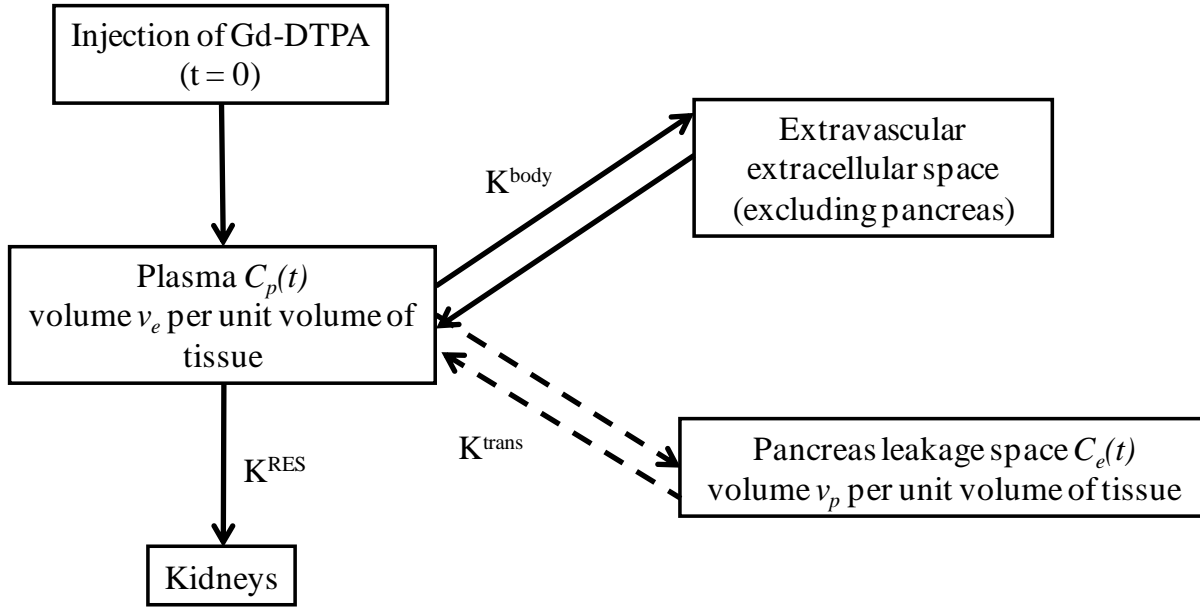 Injection of Gd-DTPA
(t = 0)
Extravascular
extracellular space
(excluding pancreas)
K^body
Plasma C_p(t)
volume v_e per unit volume of
tissue
K^trans
Pancreas leakage space C_e(t)
volume v_p per unit volume of tissue
K^RES
Kidneys